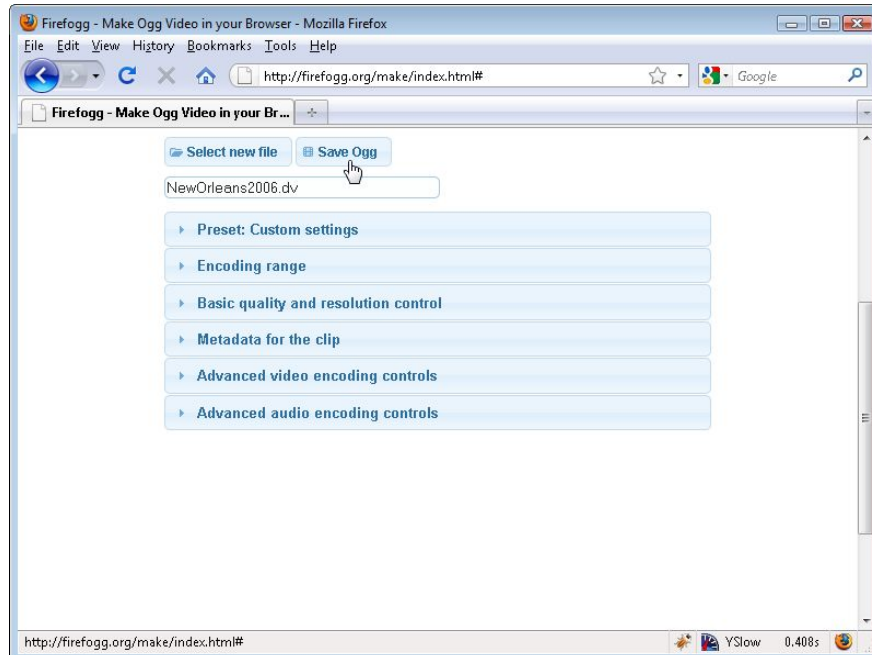 Firefogg - Make Ogg Video in your Browser - Mozilla Firefox
File Edit View History Bookmarks Tools Help
http://firefogg.org/make/index.html# Google
Firefogg - Make Ogg Video in your Br...
Select new file Save Ogg
NewOrleans2006.dv
Preset: Custom settings
Encoding range
Basic quality and resolution control
Metadata for the clip
Advanced video encoding controls
Advanced audio encoding controls
http://firefogg.org/make/index.html# YSlow 0.408s